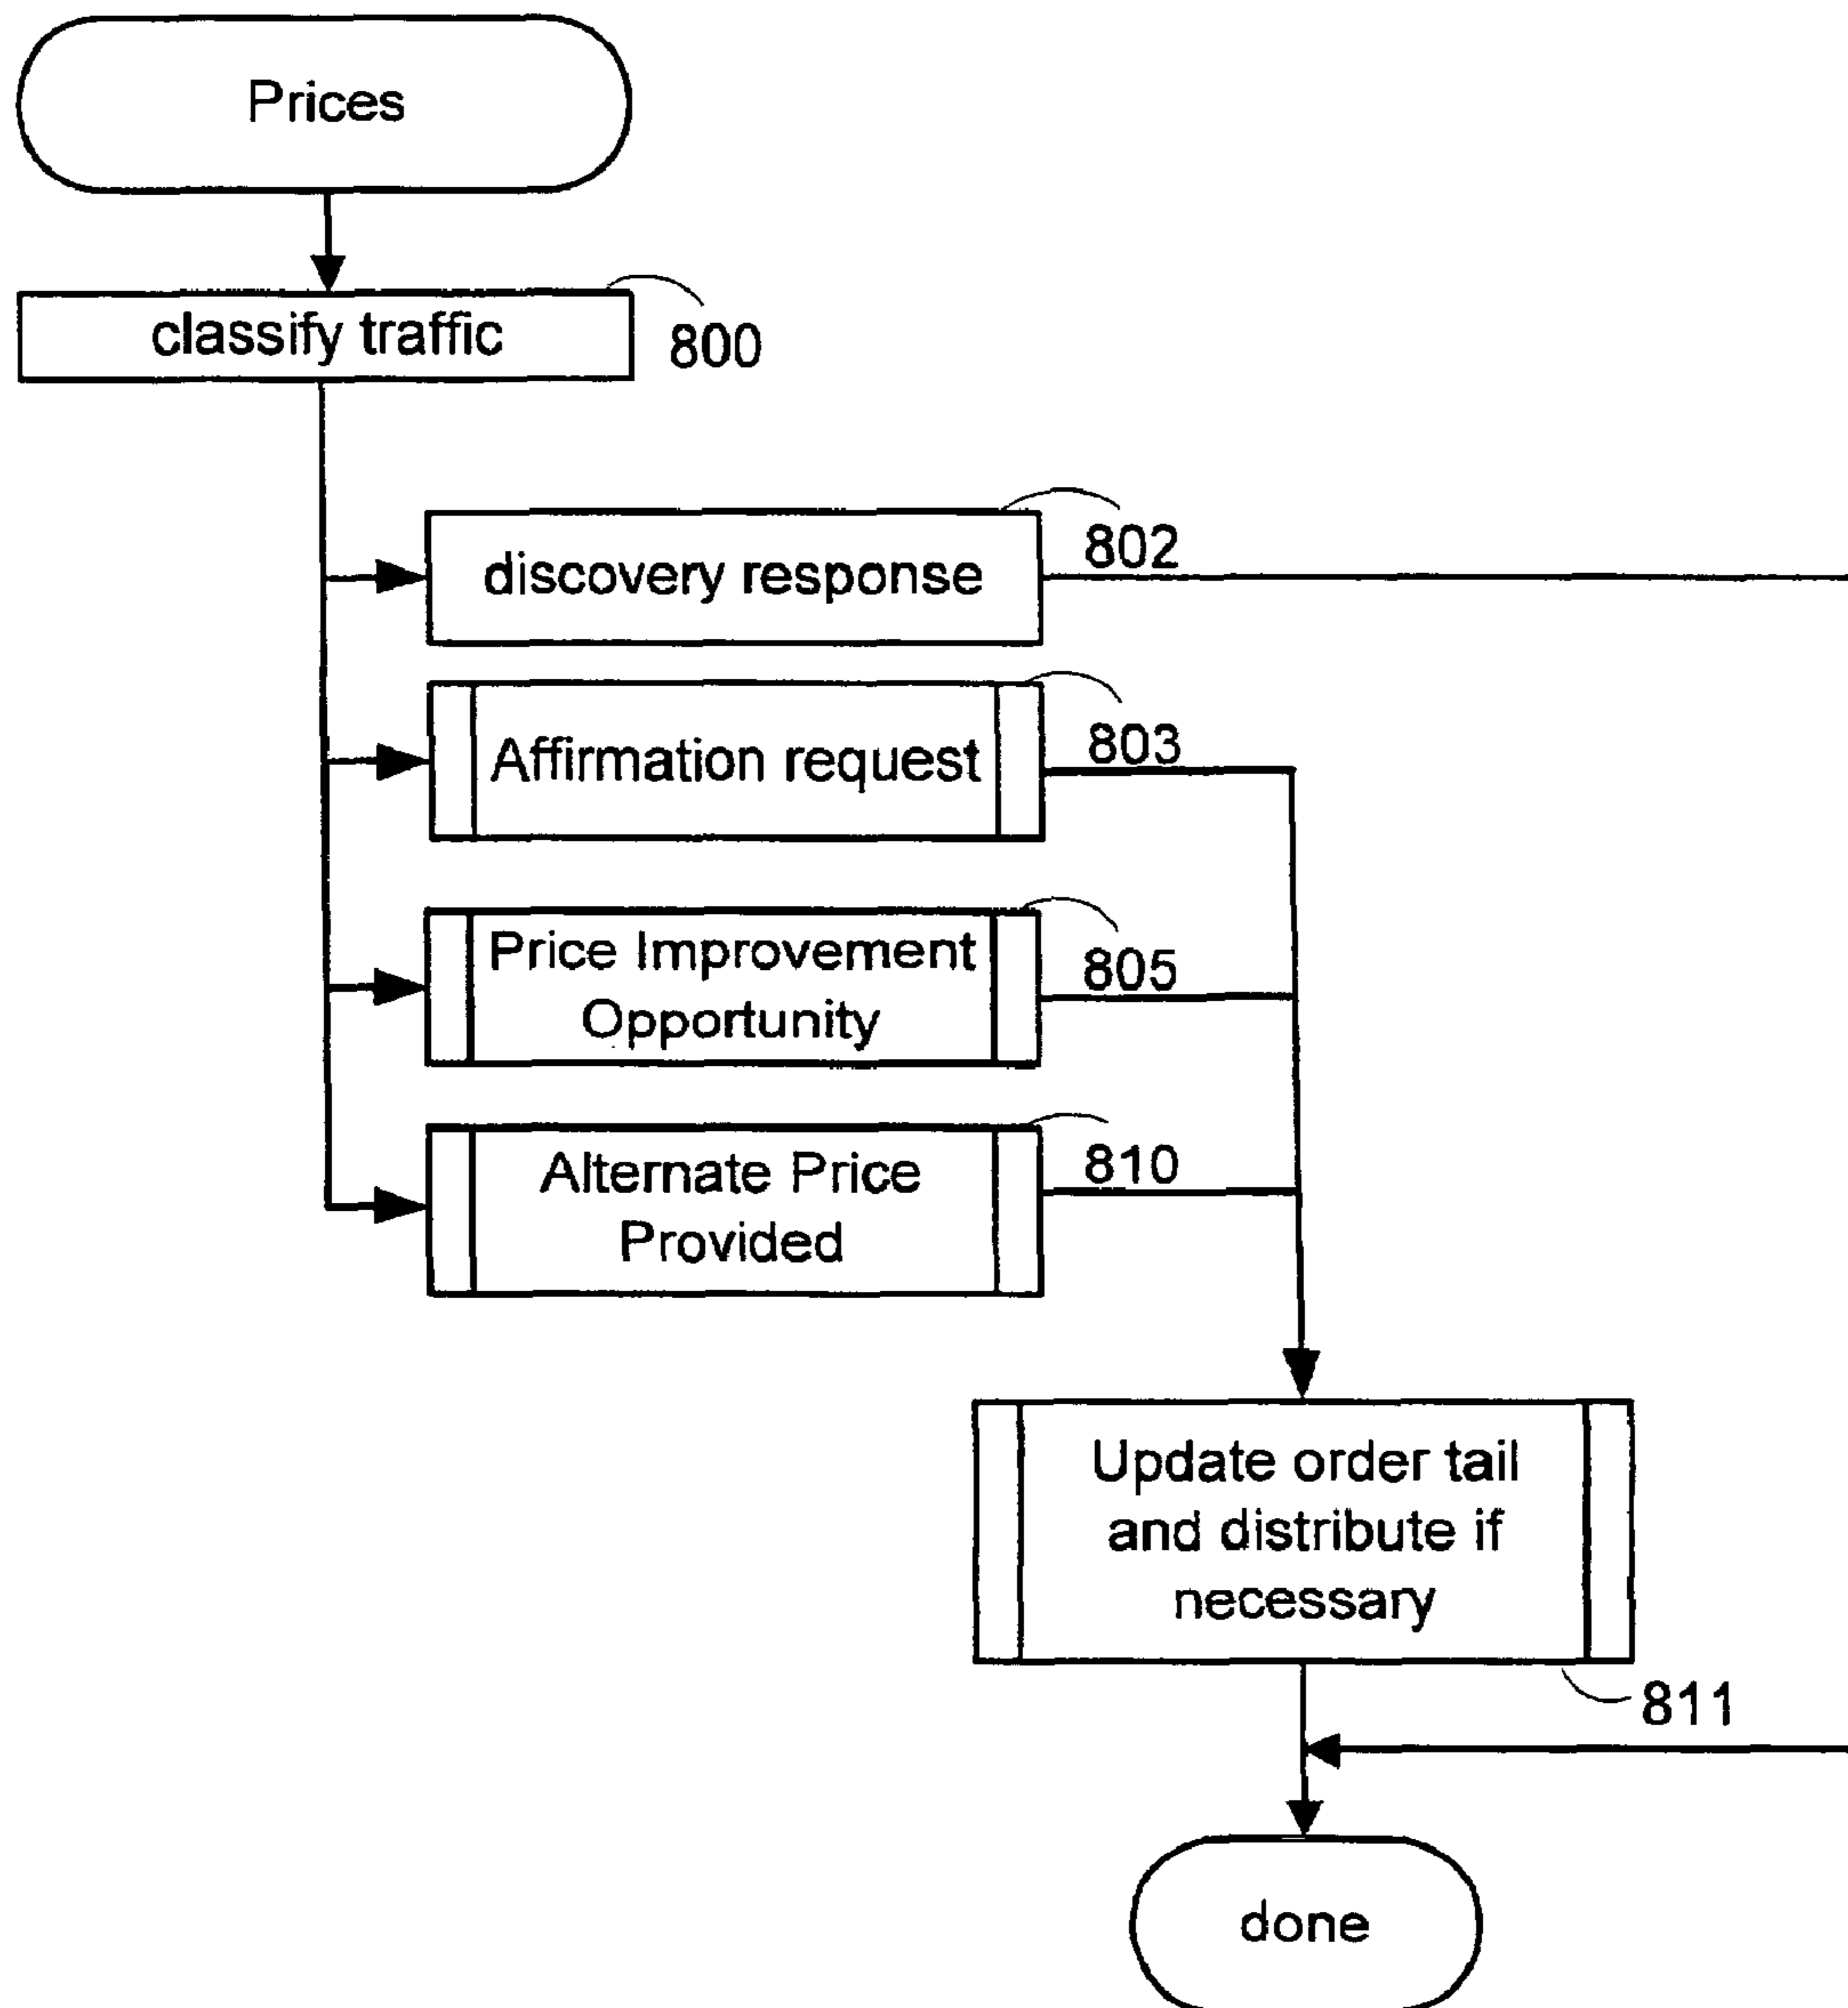 Prices
classify traffic
800
discovery response
802
Affirmation request
803
Price Improvement
Opportunity
805
Alternate Price
Provided
810
Update order tail
and distribute if
necessary
811
done